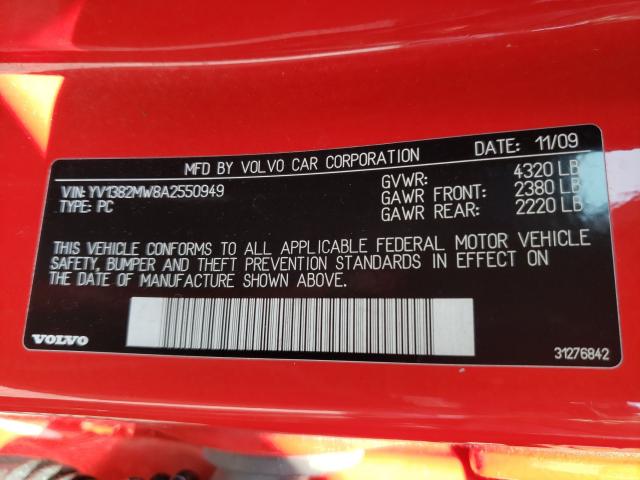 MFD BY VOLVO CAR CORPORATION DATE: 11/09
VIN: YV1382MW8A2550949 GVWR: 4320 LB
TYPE: PC GAWR FRONT: 2380 LB
GAWR REAR: 2220 LB
THIS VEHICLE CONFORMS TO ALL APPLICABLE FEDERAL MOTOR VEHICLE
SAFETY, BUMPER AND THEFT PREVENTION STANDARDS IN EFFECT ON
THE DATE OF MANUFACTURE SHOWN ABOVE.
VOLVO 31276842